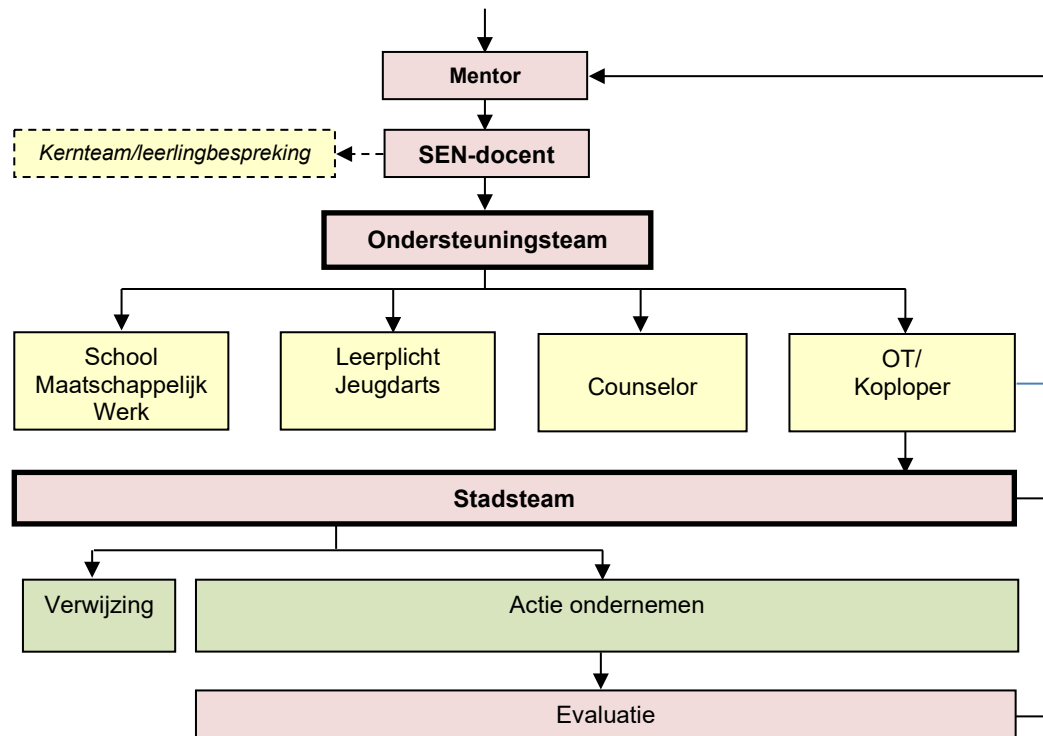 Mentor
Kernteam/leerlingbespreking
SEN-docent
Ondersteuningsteam
School
Maatschappelijk
Werk
Leerplicht
Jeugdarts
Counselor
OT/
Koploper
Stadsteam
Verwijzing
Actie ondernemen
Evaluatie